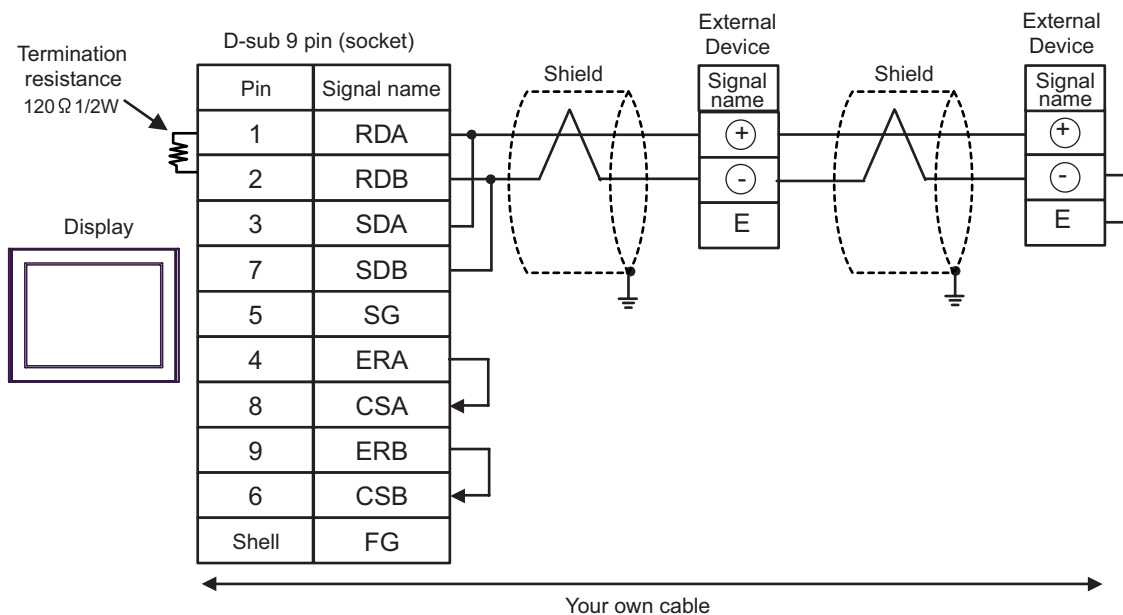 Termination
resistance
120Ω 1/2W
D-sub 9 pin (socket)
Pin Signal name
1 RDA
2 RDB
3 SDA
7 SDB
5 SG
4 ERA
8 CSA
9 ERB
6 CSB
Shell FG
Display
Shield
External
Device
Signal
name
+
-
E
Shield
External
Device
Signal
name
+
-
E
Your own cable